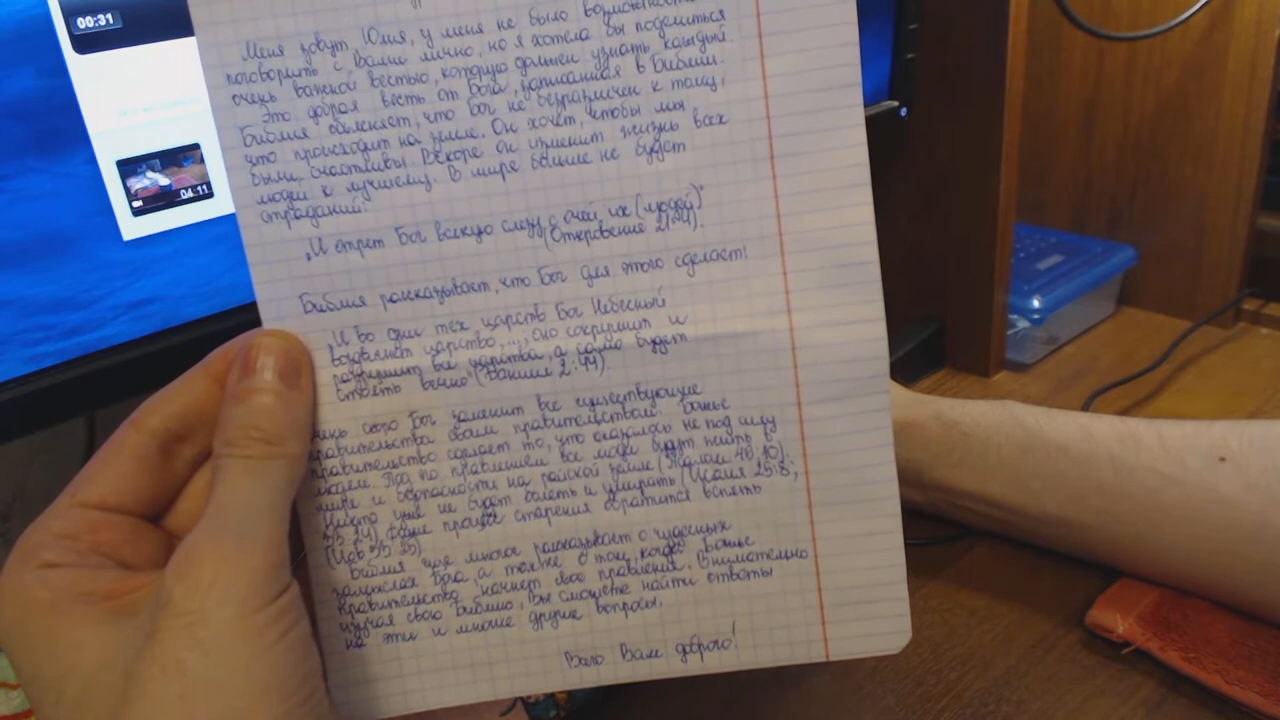 00:31
04:11
Меня зовут Юлия, у меня не было возможности
поговорить с Вами лично, но я хотела бы поделиться
очень важной вестью, которую должен узнать каждый.
Это добрая весть от Бога, записанная в Библии.
Библия объясняет, что Бог не безразличен к тому,
что происходит на земле. Он хочет, чтобы мы
были счастливы. Вскоре он изменит жизнь всех
людей к лучшему. В мире больше не будет
страданий:
„И отрет Бог всякую слезу с очей их (людей)"
(Откровение 21:4).
Библия рассказывает, что Бог для этого сделает:
„И во дни тех царств Бог Небесный
воздвигнет царство, „...", оно сокрушит и
разрушит все царства, а само будет
стоять вечно" (Даниил 2:44)
скоро Бог заменит все существующие
правительства своим правительством. Божье
правительство сделает то, что оказалось не под силу
людям. Под его правлением все люди будут жить в
мире и безопасности на райской земле (Псалом
Никто уже не будет болеть и умирать (Исаия 25:8;
33:24), даже процесс старения обратится вспять
(Иов 33:25)
Библия еще многое рассказывает о чудесных
замыслах Бога, а также о том, когда Божье
Правительство начнет свое правление. Внимательно
изучая свою Библию, Вы сможете найти ответы
на эти и многие другие вопросы.
Всего Вам доброго!